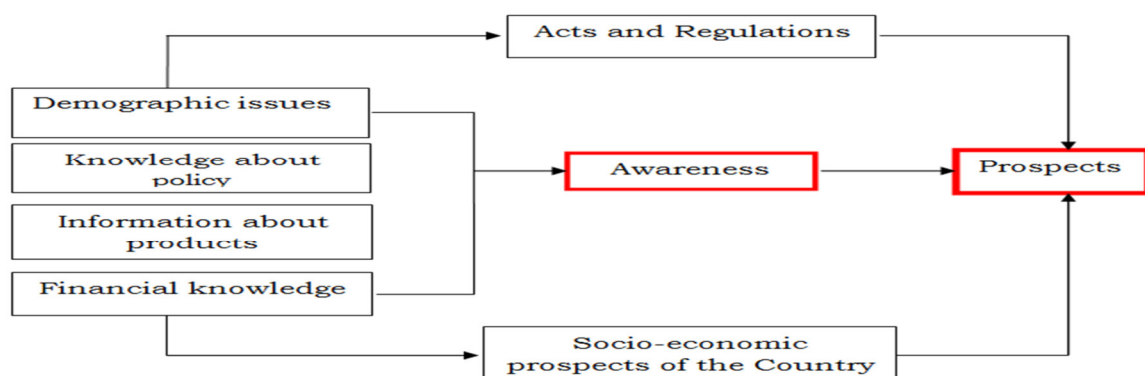 Acts and Regulations
Demographic issues
Knowledge about
policy
Awareness
Prospects
Information about
products
Financial knowledge
Socio-economic
prospects of the Country